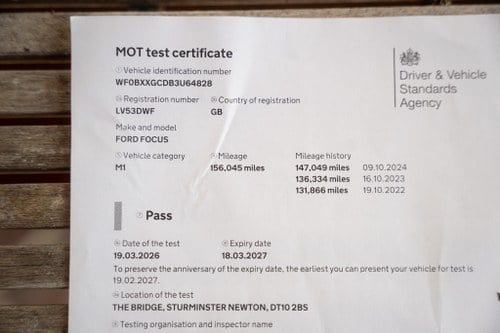 MOT test certificate
Vehicle identification number
WF0BXXGCDB3U64828
Driver & Vehicle
Standards
Agency
Registration number Country of registration
LV53DWF GB
Make and model
FORD FOCUS
Vehicle category Mileage Mileage history
M1 156,045 miles 147,049 miles 09.10.2024
136,334 miles 16.10.2023
131,866 miles 19.10.2022
Pass
Date of the test Expiry date
19.03.2026 18.03.2027
To preserve the anniversary of the expiry date, the earliest you can present your vehicle for test is
19.02.2027.
Location of the test
THE BRIDGE, STURMINSTER NEWTON, DT10 2BS
Testing organisation and inspector name